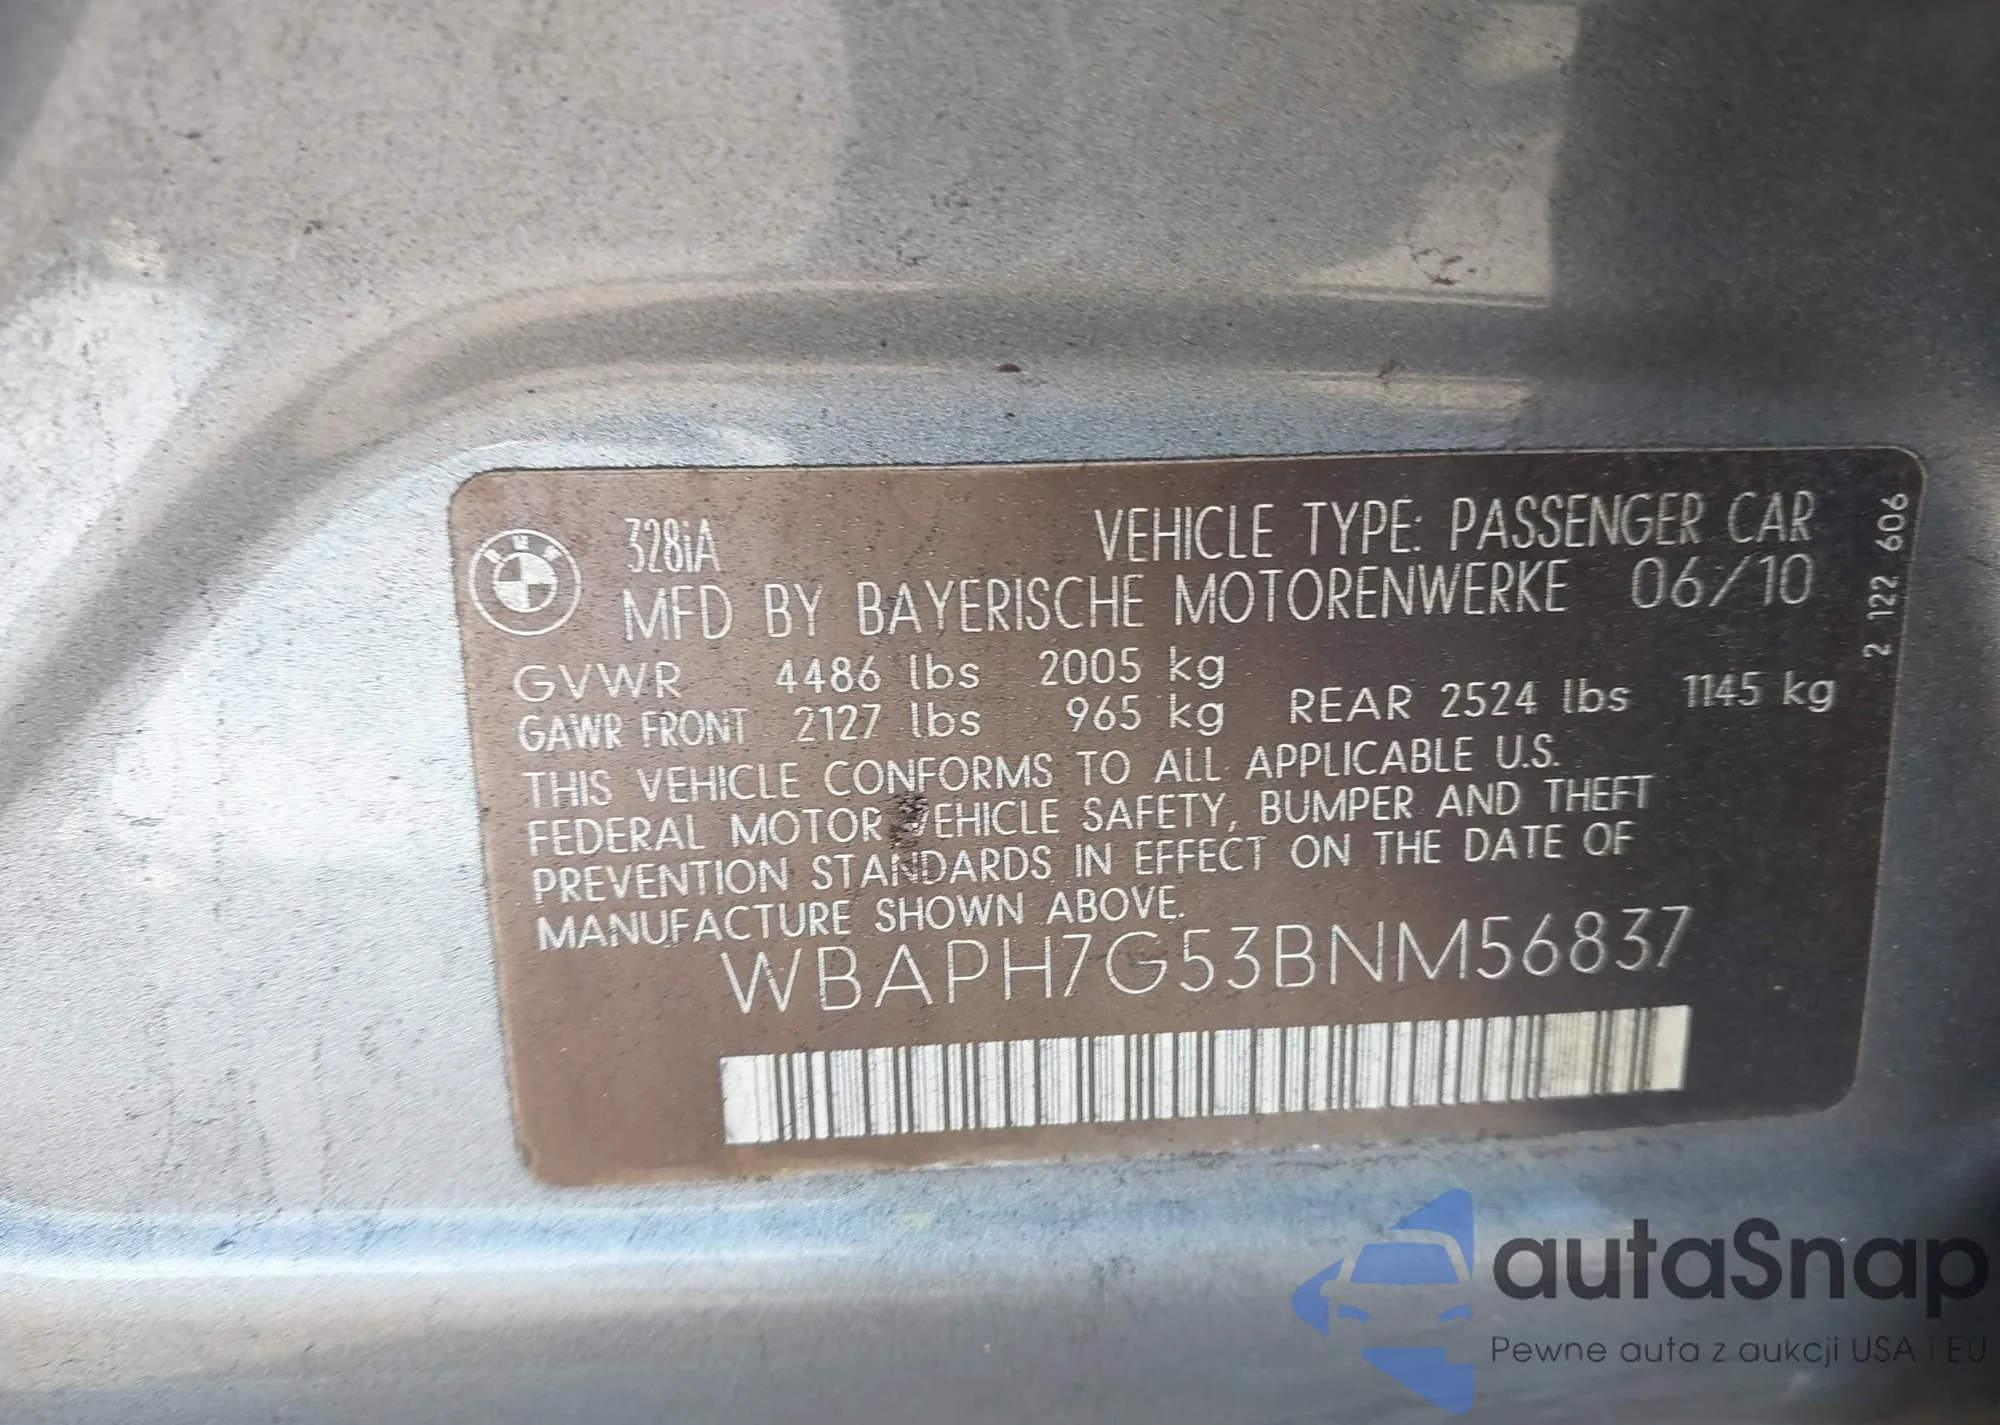 BMW
328iA
VEHICLE TYPE: PASSENGER CAR
MFD BY BAYERISCHE MOTORENWERKE 06/10
2 122 606
GVWR 4486 lbs 2005 kg
GAWR FRONT 2127 lbs 965 kg REAR 2524 lbs 1145 kg
THIS VEHICLE CONFORMS TO ALL APPLICABLE U.S.
FEDERAL MOTOR VEHICLE SAFETY, BUMPER AND THEFT
PREVENTION STANDARDS IN EFFECT ON THE DATE OF
MANUFACTURE SHOWN ABOVE.
WBAPH7G53BNM56837
autaSnap
Pewne auta z aukcji USA i EU